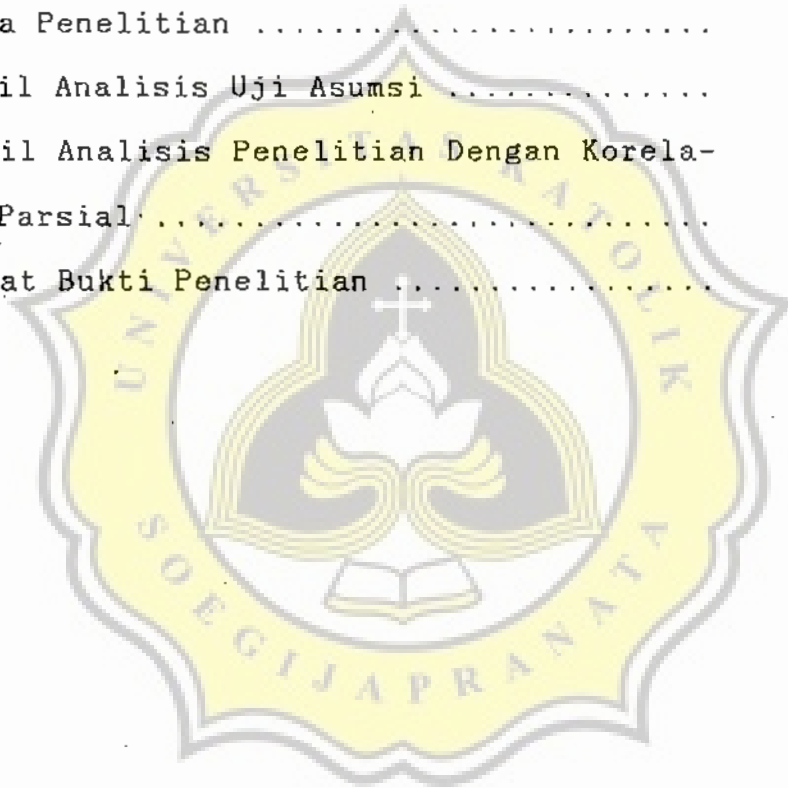 a Penelitian ........................
il Analisis Uji Asumsi ..............
il Analisis Penelitian Dengan Korela-
Parsial ............................
at Bukti Penelitian .................
UNIVERSITAS KATOLIK
SOEGIJAPRANATA